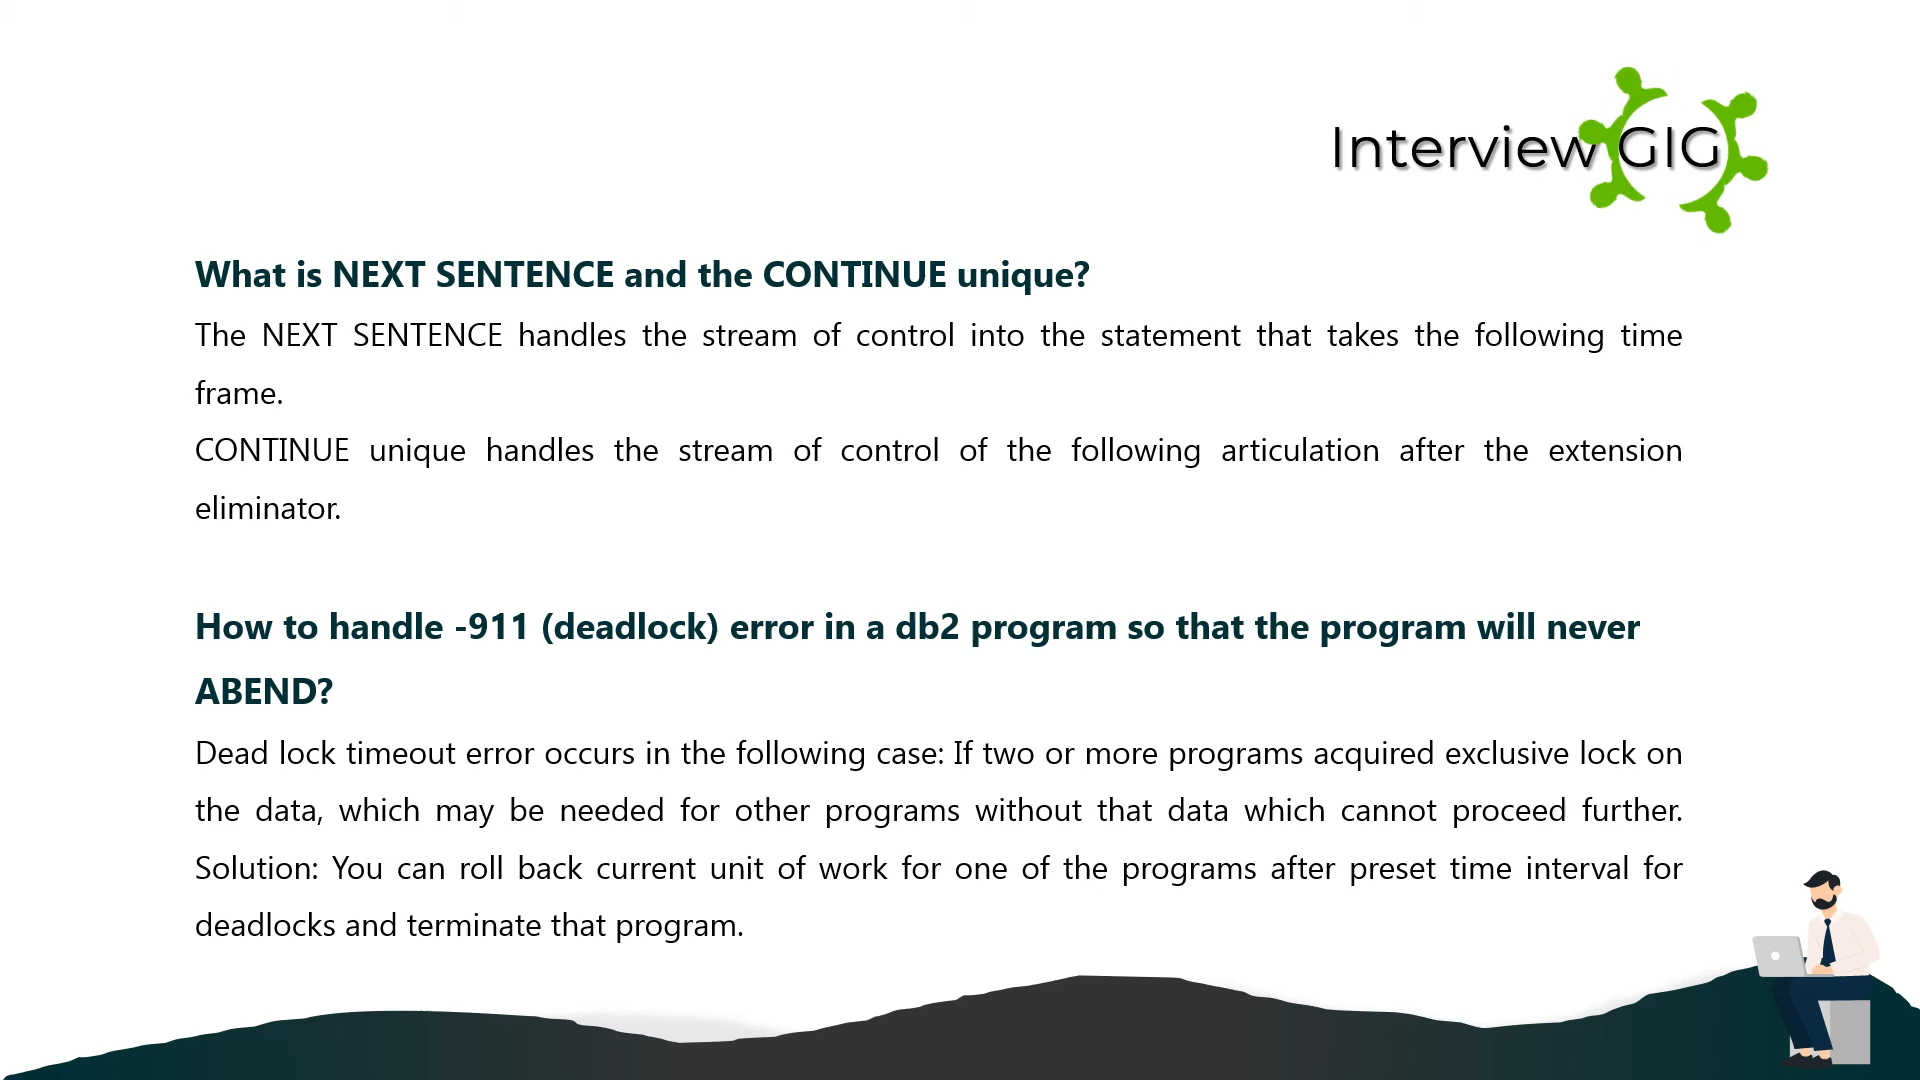 Interview GIG
What is NEXT SENTENCE and the CONTINUE unique?
The NEXT SENTENCE handles the stream of control into the statement that takes the following time
frame.
CONTINUE unique handles the stream of control of the following articulation after the extension
eliminator.
How to handle -911 (deadlock) error in a db2 program so that the program will never
ABEND?
Dead lock timeout error occurs in the following case: If two or more programs acquired exclusive lock on
the data, which may be needed for other programs without that data which cannot proceed further.
Solution: You can roll back current unit of work for one of the programs after preset time interval for
deadlocks and terminate that program.